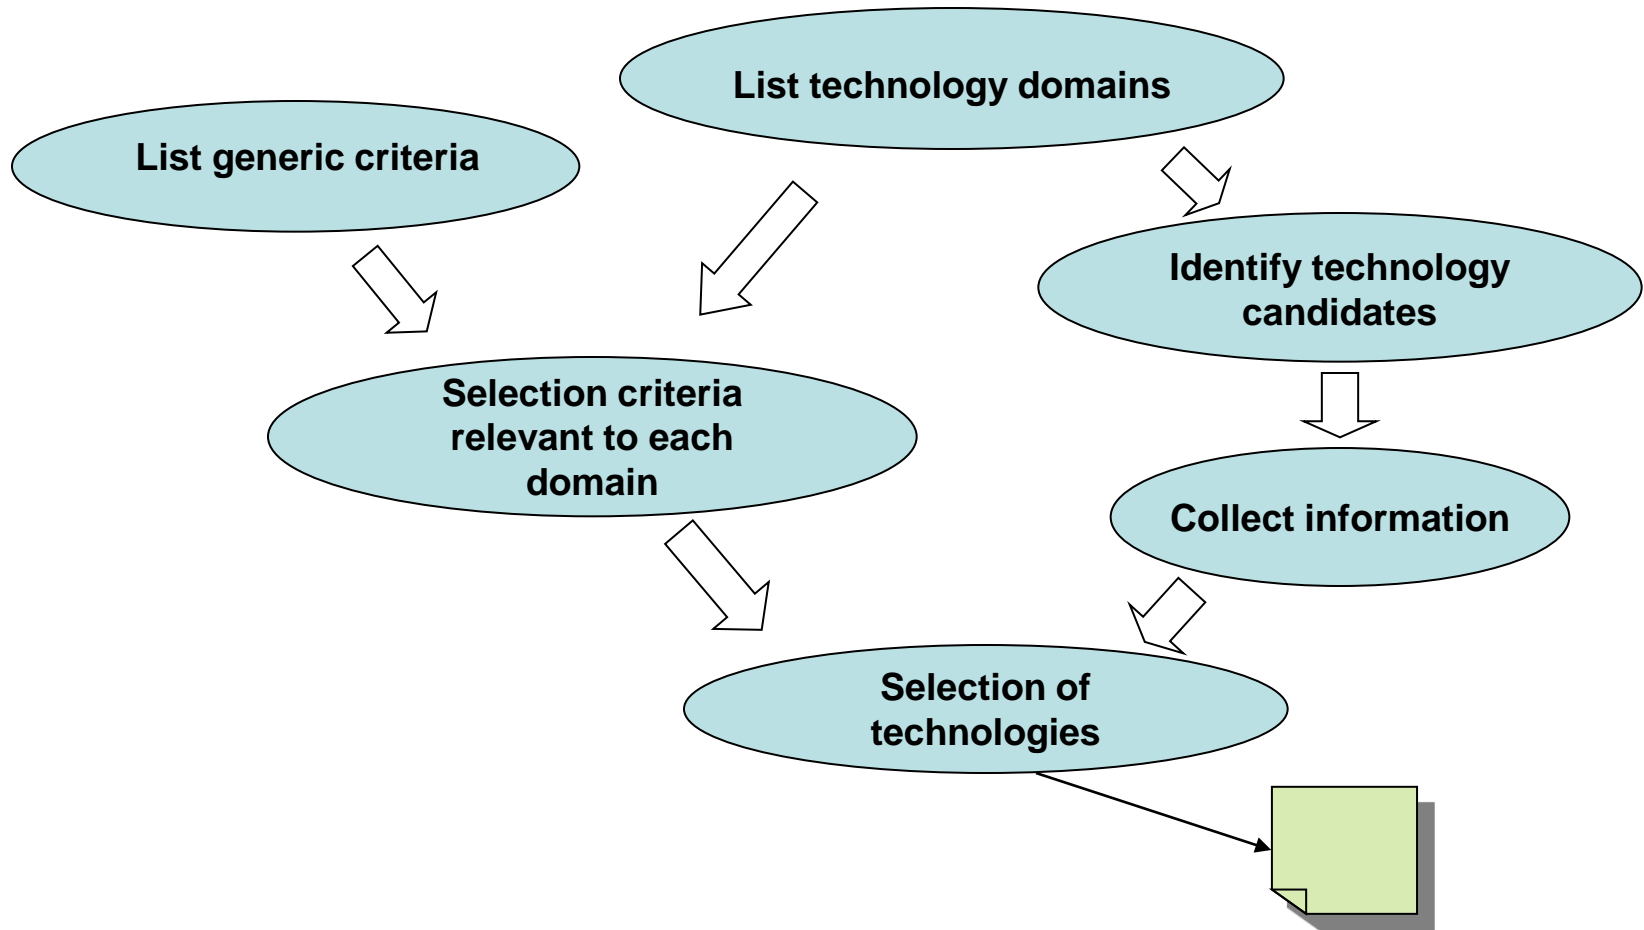 List technology domains
List generic criteria
Identify technology
candidates
Selection criteria
relevant to each
domain
Collect information
Selection of
technologies